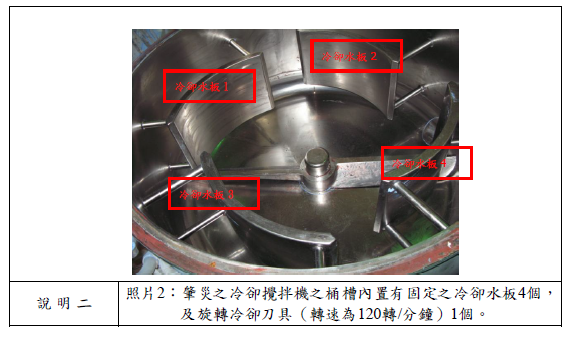 冷卻水板1
冷卻水板2
冷卻水板3
冷卻水板4
說明二
照片2：肇災之冷卻攪拌機之桶槽內置有固定之冷卻水板4個，
及旋轉冷卻刀具（轉速為120轉/分鐘）1個。